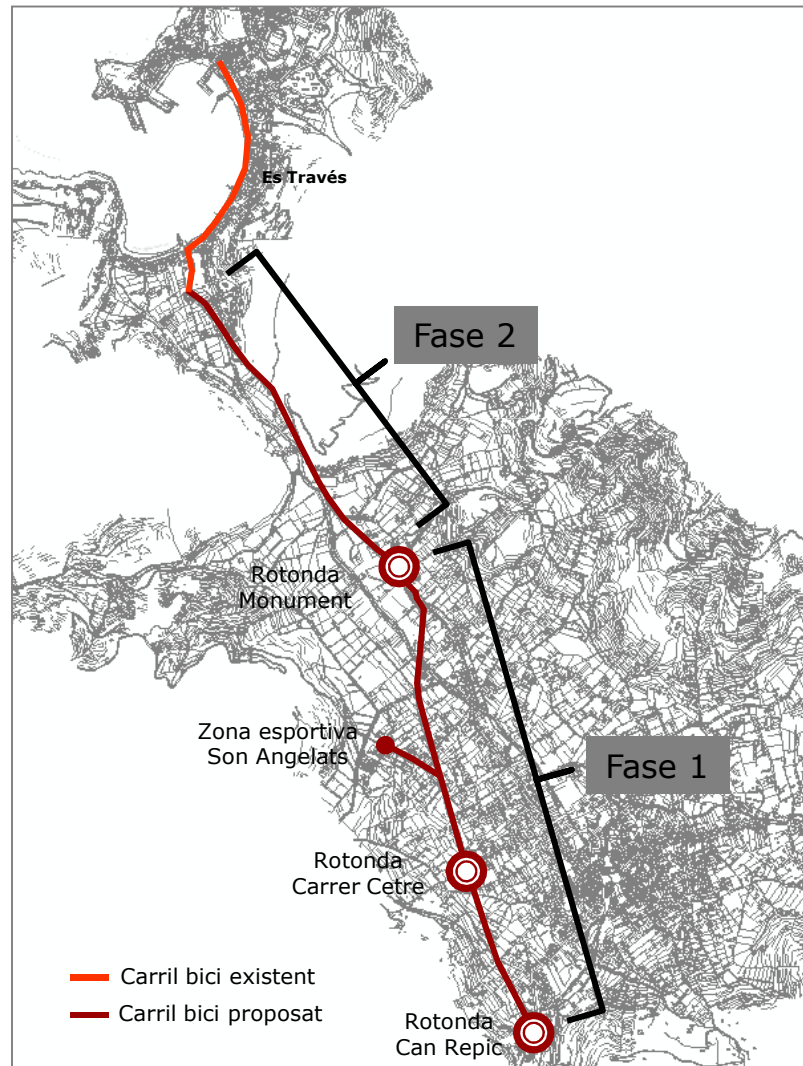 Es Través
Fase 2
Rotonda
Monument
Zona esportiva
Son Angelats
Fase 1
Rotonda
Carrer Cetre
Carril bici existent
Carril bici proposat
Rotonda
Can Repic